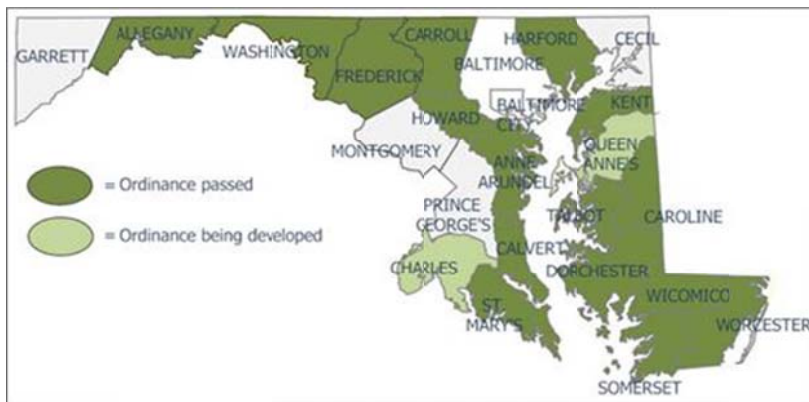 GARRETT
ALLEGANY
WASHINGTON
FREDERICK
CARROLL
BALTIMORE
HARFORD
CECIL
BALTIMORE
CITY
KENT
HOWARD
MONTGOMERY
QUEEN
ANNE'S
ANNE
ARUNDEL
PRINCE
GEORGE'S
TALBOT
CAROLINE
= Ordinance passed
= Ordinance being developed
CHARLES
CALVERT
DORCHESTER
ST.
MARY'S
WICOMICO
WORCESTER
SOMERSET